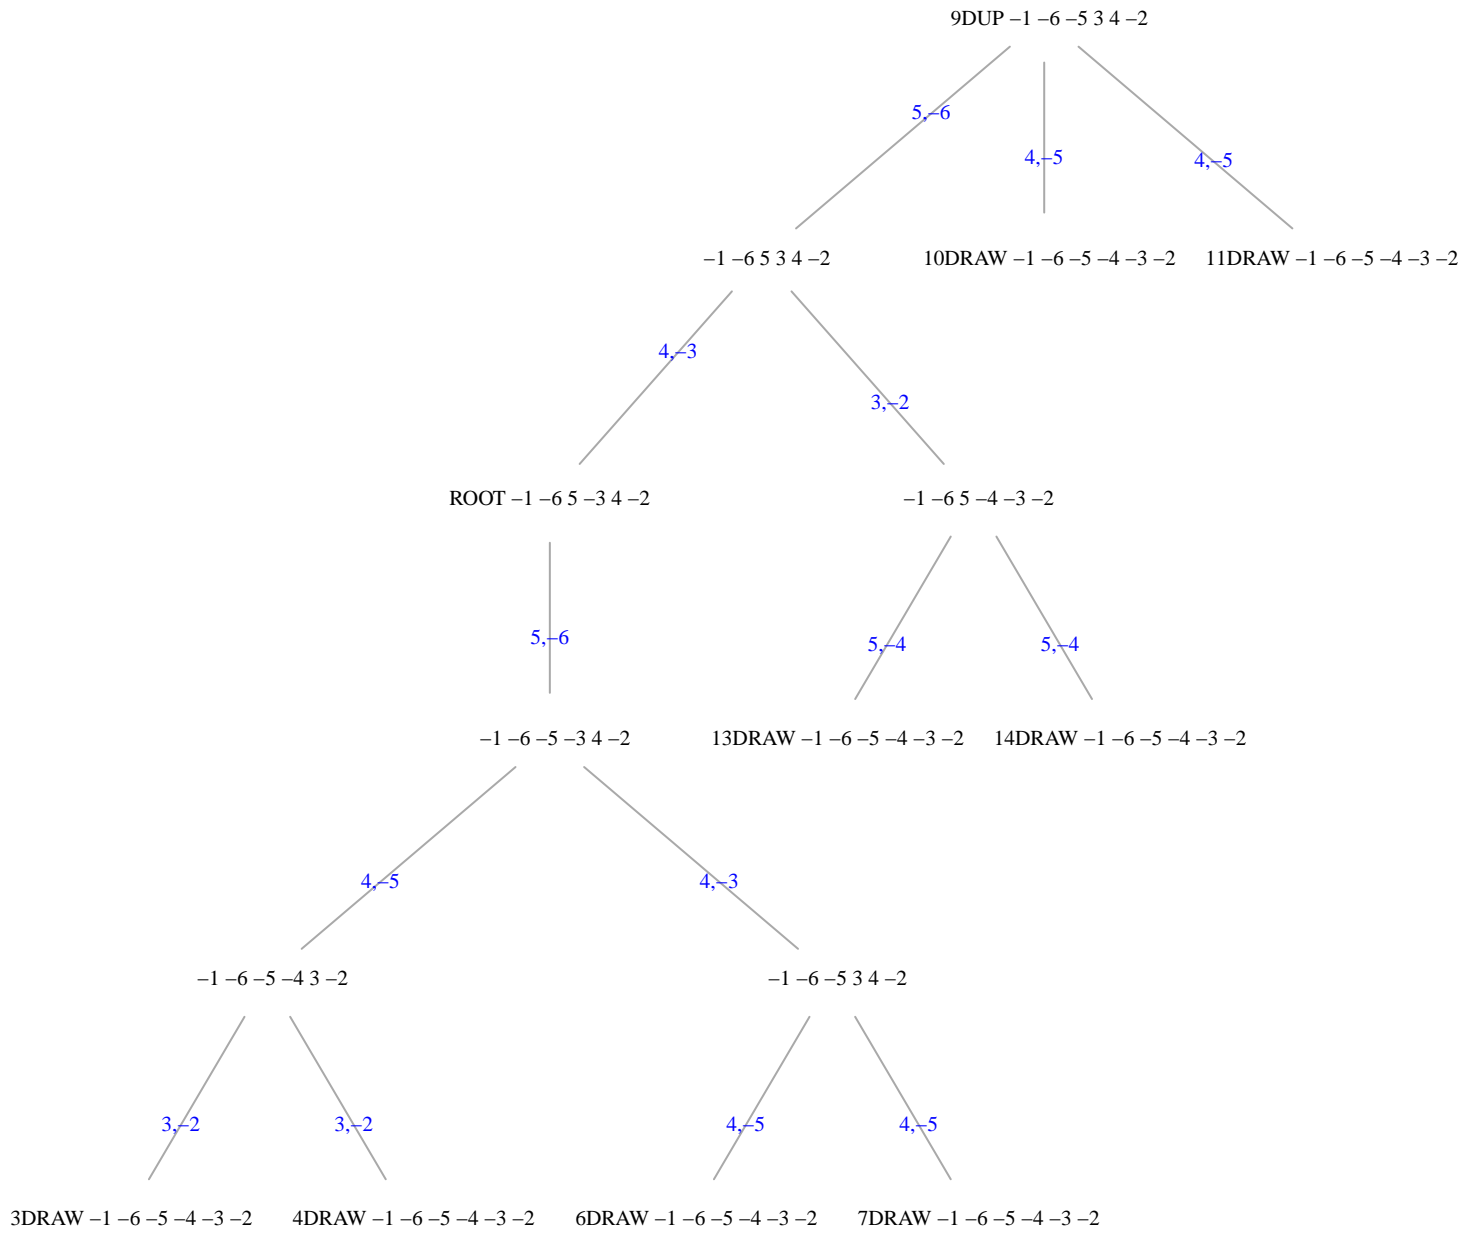 9DUP –1 –6 –5 3 4 –2
5,–6
4,–5
4,–5
–1 –6 5 3 4 –2
10DRAW –1 –6 –5 –4 –3 –2
11DRAW –1 –6 –5 –4 –3 –2
4,–3
3,–2
ROOT –1 –6 5 –3 4 –2
–1 –6 5 –4 –3 –2
5,–6
5,–4
5,–4
–1 –6 –5 –3 4 –2
13DRAW –1 –6 –5 –4 –3 –2
14DRAW –1 –6 –5 –4 –3 –2
4,–5
4,–3
–1 –6 –5 –4 3 –2
–1 –6 –5 3 4 –2
3,–2
3,–2
4,–5
4,–5
3DRAW –1 –6 –5 –4 –3 –2
4DRAW –1 –6 –5 –4 –3 –2
6DRAW –1 –6 –5 –4 –3 –2
7DRAW –1 –6 –5 –4 –3 –2